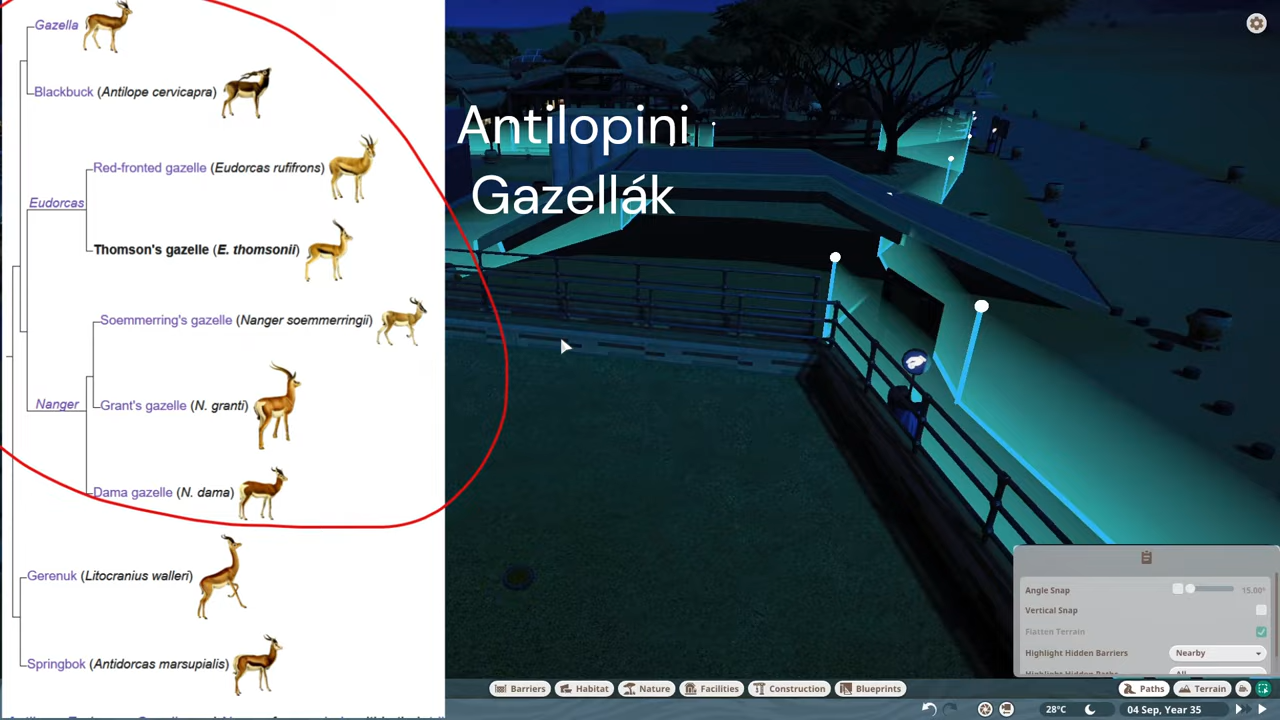 Gazella
Blackbuck (Antilope cervicapra)
Red-fronted gazelle (Eudorcas rufifrons)
Eudorcas
Thomson's gazelle (E. thomsonii)
Soemmerring's gazelle (Nanger soemmerringii)
Nanger
Grant's gazelle (N. granti)
Dama gazelle (N. dama)
Gerenuk (Litocranius walleri)
Springbok (Antidorcas marsupialis)
Antilopini
Gazellák
Angle Snap 15.00°
Vertical Snap
Flatten Terrain
Highlight Hidden Barriers Nearby
Barriers Habitat Nature Facilities Construction Blueprints Paths Terrain
28°C 04 Sep, Year 35